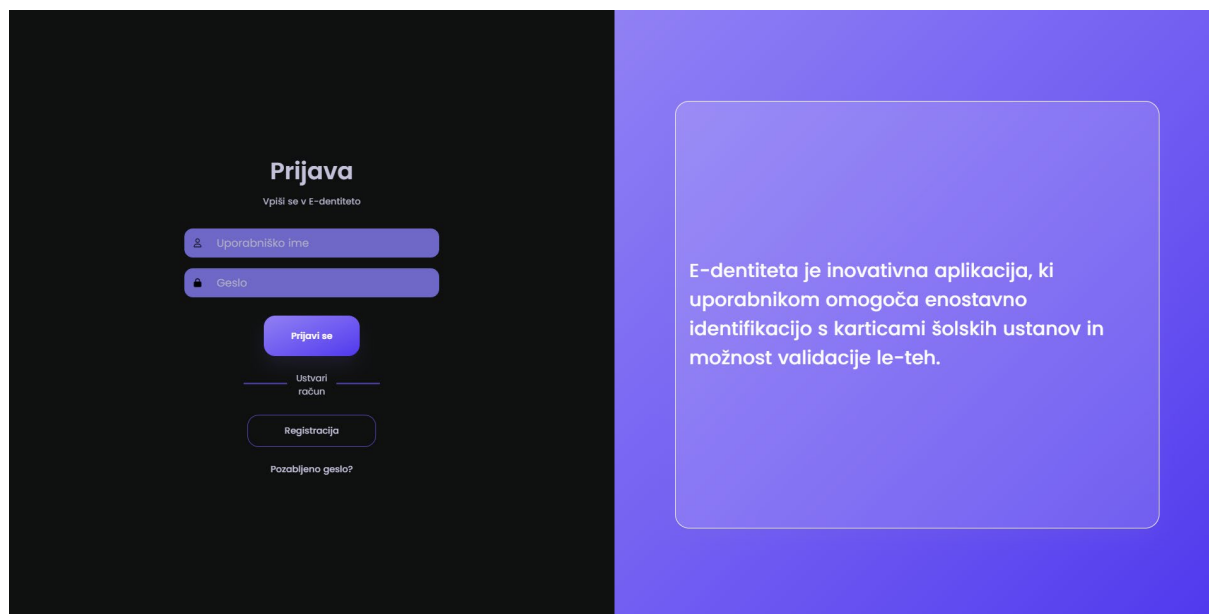 Prijava
Vpiši se v E-dentiteto
Uporabniško ime
Geslo
Prijavi se
Ustvari
račun
Registracija
Pozabljeno geslo?
E-dentiteta je inovativna aplikacija, ki
uporabnikom omogoča enostavno
identifikacijo s karticami šolskih ustanov in
možnost validacije le-teh.